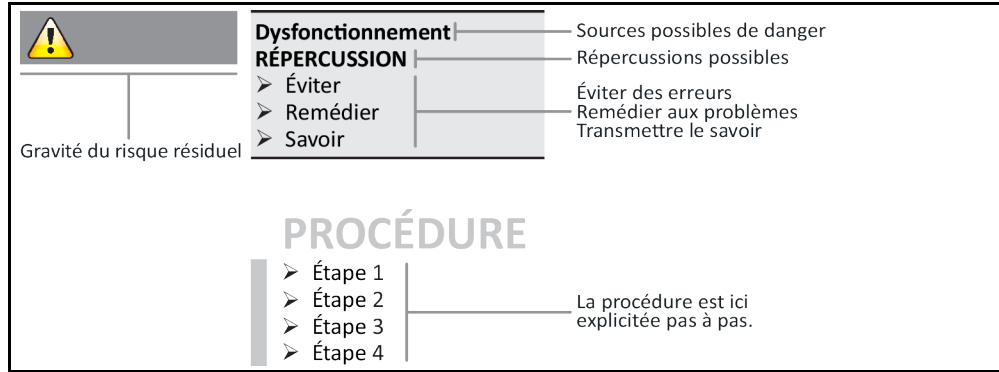 Dysfonctionnement
Sources possibles de danger
RÉPERCUSSION
Répercussions possibles
➢ Éviter
➢ Remédier
➢ Savoir
Éviter des erreurs
Remédier aux problèmes
Transmettre le savoir
Gravité du risque résiduel
PROCÉDURE
➢ Étape 1
➢ Étape 2
➢ Étape 3
➢ Étape 4
La procédure est ici
explicitée pas à pas.